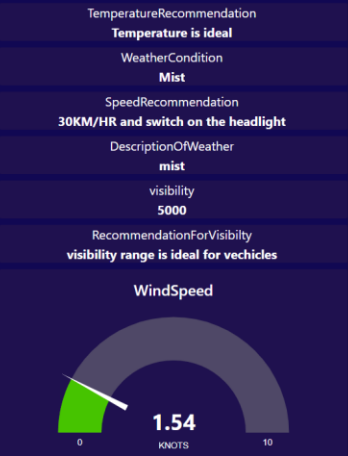 TemperatureRecommendation
Temperature is ideal
WeatherCondition
Mist
SpeedRecommendation
30KM/HR and switch on the headlight
DescriptionOfWeather
mist
visibility
5000
RecommendationForVisibilty
visibility range is ideal for vechicles
WindSpeed
1.54
0 KNOTS 10